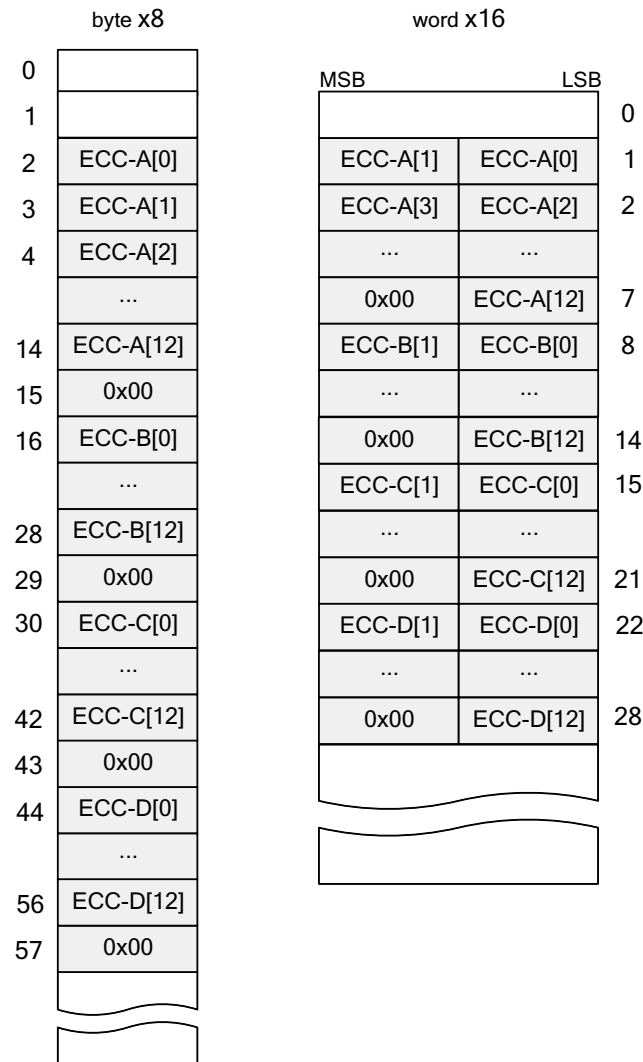 byte x8
0
1
2 ECC-A[0]
3 ECC-A[1]
4 ECC-A[2]
...
14 ECC-A[12]
15 0x00
16 ECC-B[0]
...
28 ECC-B[12]
29 0x00
30 ECC-C[0]
...
42 ECC-C[12]
43 0x00
44 ECC-D[0]
...
56 ECC-D[12]
57 0x00
word x16
MSB LSB
0
ECC-A[1] ECC-A[0] 1
ECC-A[3] ECC-A[2] 2
... ...
0x00 ECC-A[12] 7
ECC-B[1] ECC-B[0] 8
... ...
0x00 ECC-B[12] 14
ECC-C[1] ECC-C[0] 15
... ...
0x00 ECC-C[12] 21
ECC-D[1] ECC-D[0] 22
... ...
0x00 ECC-D[12] 28